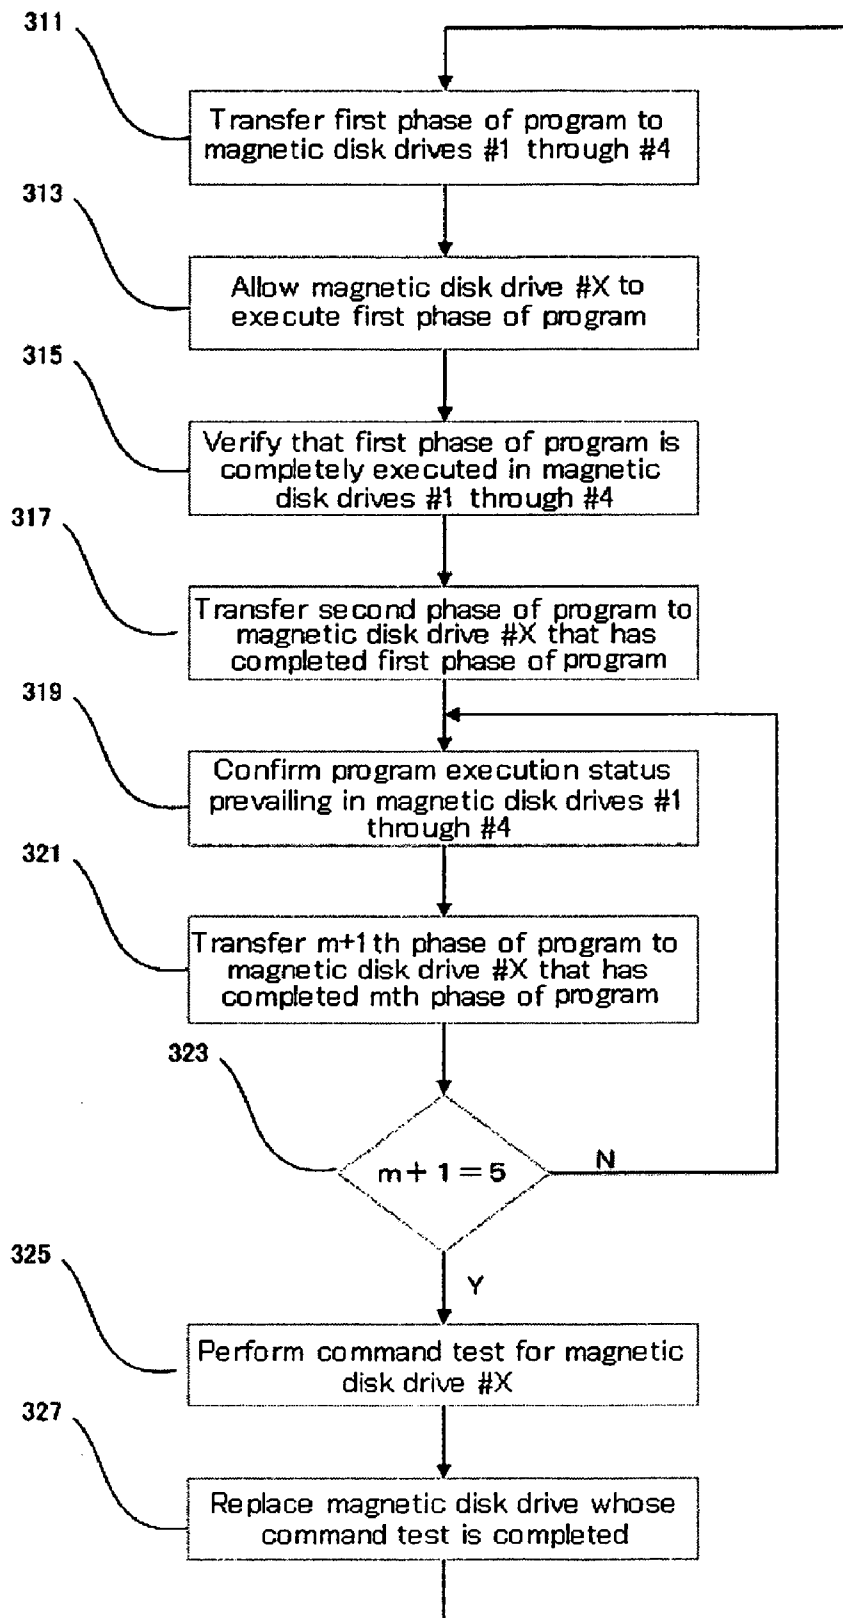 311
Transfer first phase of program to
magnetic disk drives #1 through #4
313
Allow magnetic disk drive #X to
execute first phase of program
315
Verify that first phase of program is
completely executed in magnetic
disk drives #1 through #4
317
Transfer second phase of program to
magnetic disk drive #X that has
completed first phase of program
319
Confirm program execution status
prevailing in magnetic disk drives #1
through #4
321
Transfer m+1th phase of program to
magnetic disk drive #X that has
completed mth phase of program
323
m+1=5
N
Y
325
Perform command test for magnetic
disk drive #X
327
Replace magnetic disk drive whose
command test is completed